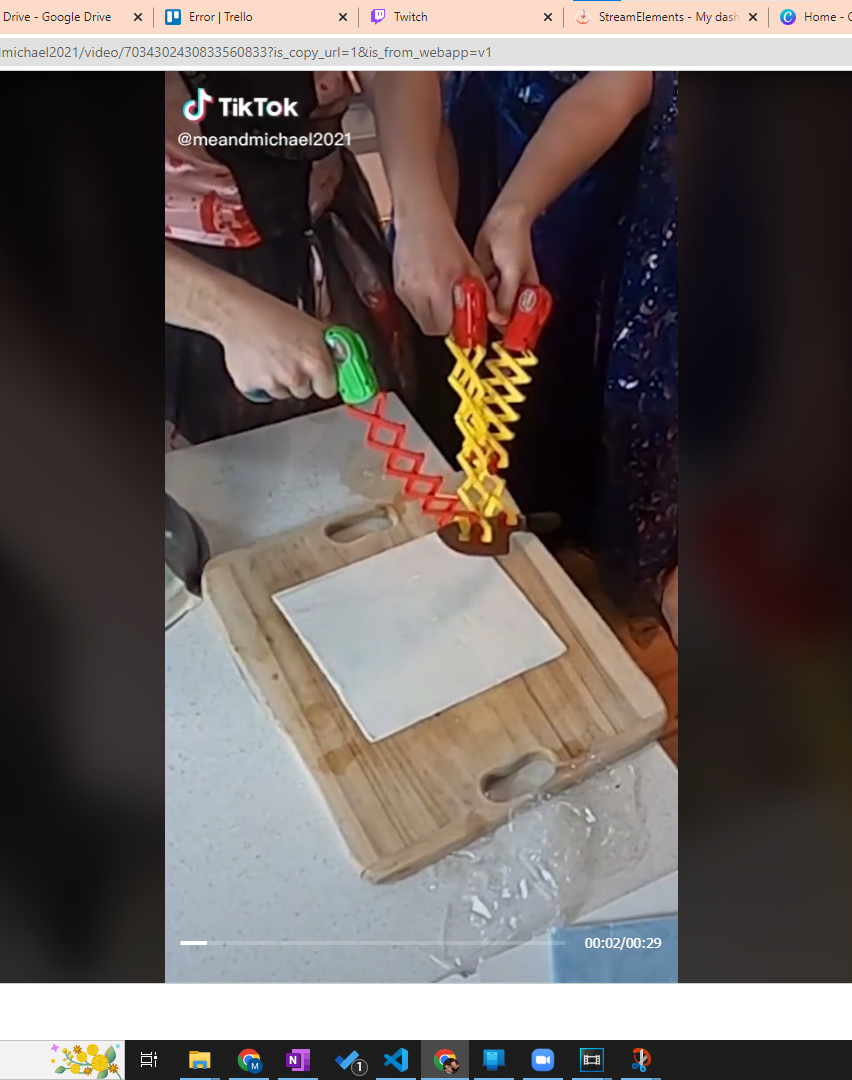 Drive - Google Drive
Error | Trello
Twitch
StreamElements - My dash
Home - C
lmichael2021/video/7034302430833560833?is_copy_url=1&is_from_webapp=v1
TikTok
@meandmichael2021
00:02/00:29
M
N
1